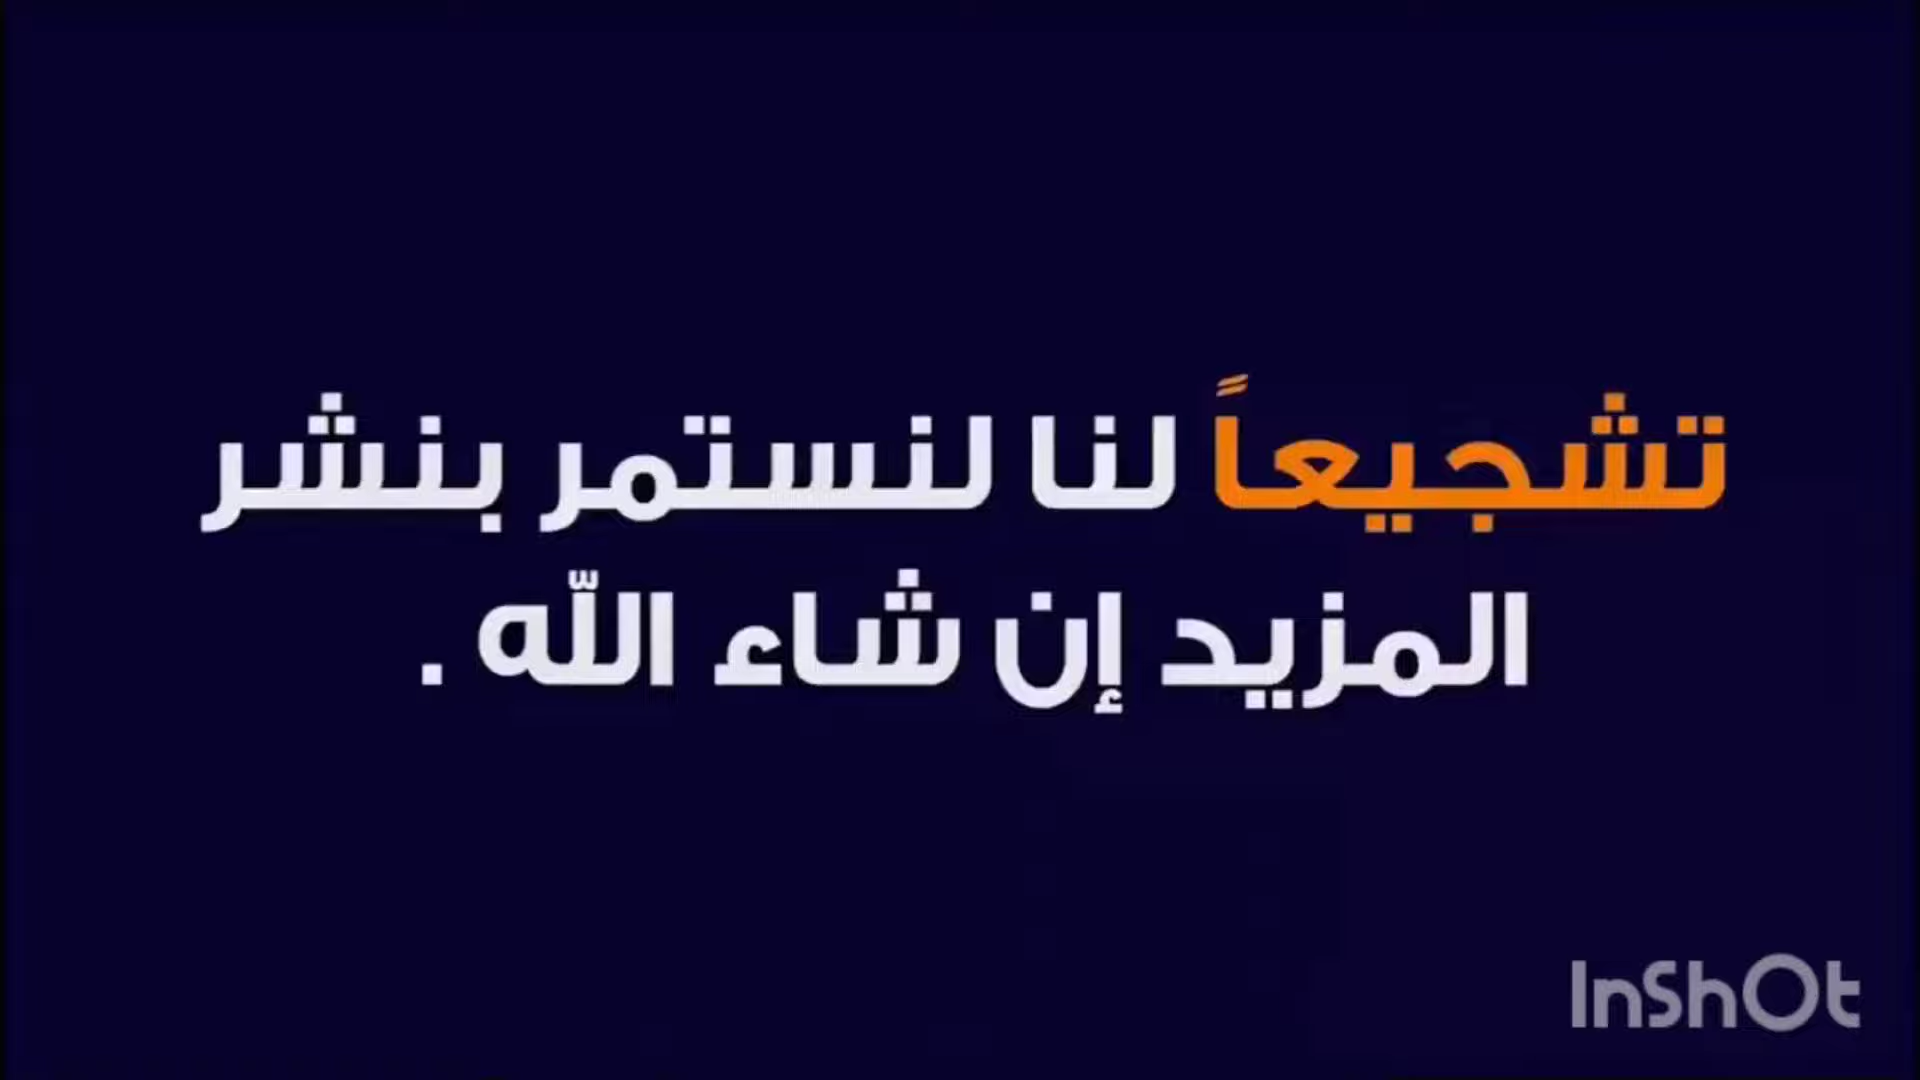 تشجيعاً لنا لنستمر بنشر
المزيد إن شاء اللّه .
InShOt